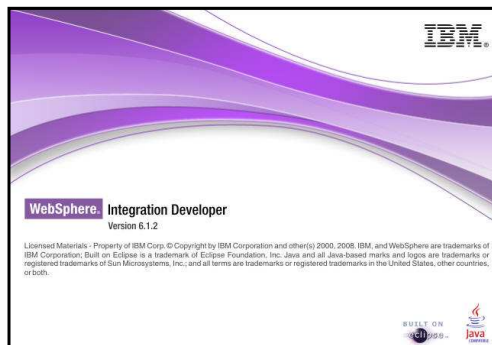 IBM®
WebSphere. Integration Developer
Version 6.1.2
Licensed Materials - Property of IBM Corp. © Copyright by IBM Corporation and other(s) 2000, 2008. IBM, and WebSphere are trademarks of
IBM Corporation; Built on Eclipse is a trademark of Eclipse Foundation, Inc. Java and all Java-based marks and logos are trademarks or
registered trademarks of Sun Microsystems, Inc.; and all terms are trademarks or registered trademarks in the United States, other countries,
or both.
BUILT ON
eclipse
Java
COMPATIBLE